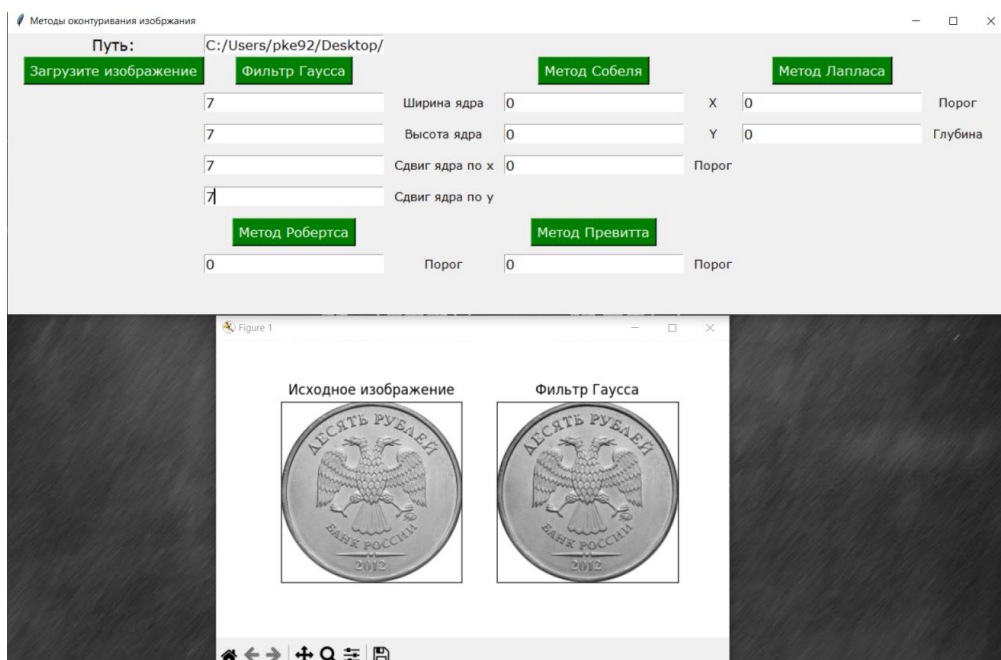 Методы оконтуривания изобржания
Путь: C:/Users/pke92/Desktop/
Загрузите изображение Фильтр Гаусса Метод Собеля Метод Лапласа
7 Ширина ядра 0 X 0 Порог
7 Высота ядра 0 Y 0 Глубина
7 Сдвиг ядра по x 0 Порог
7 Сдвиг ядра по y
Метод Робертса Метод Превитта
0 Порог 0 Порог
Figure 1
Исходное изображение Фильтр Гаусса
ДЕСЯТЬ РУБЛЕЙ ДЕСЯТЬ РУБЛЕЙ
БАНК РОССИИ БАНК РОССИИ
2012 2012